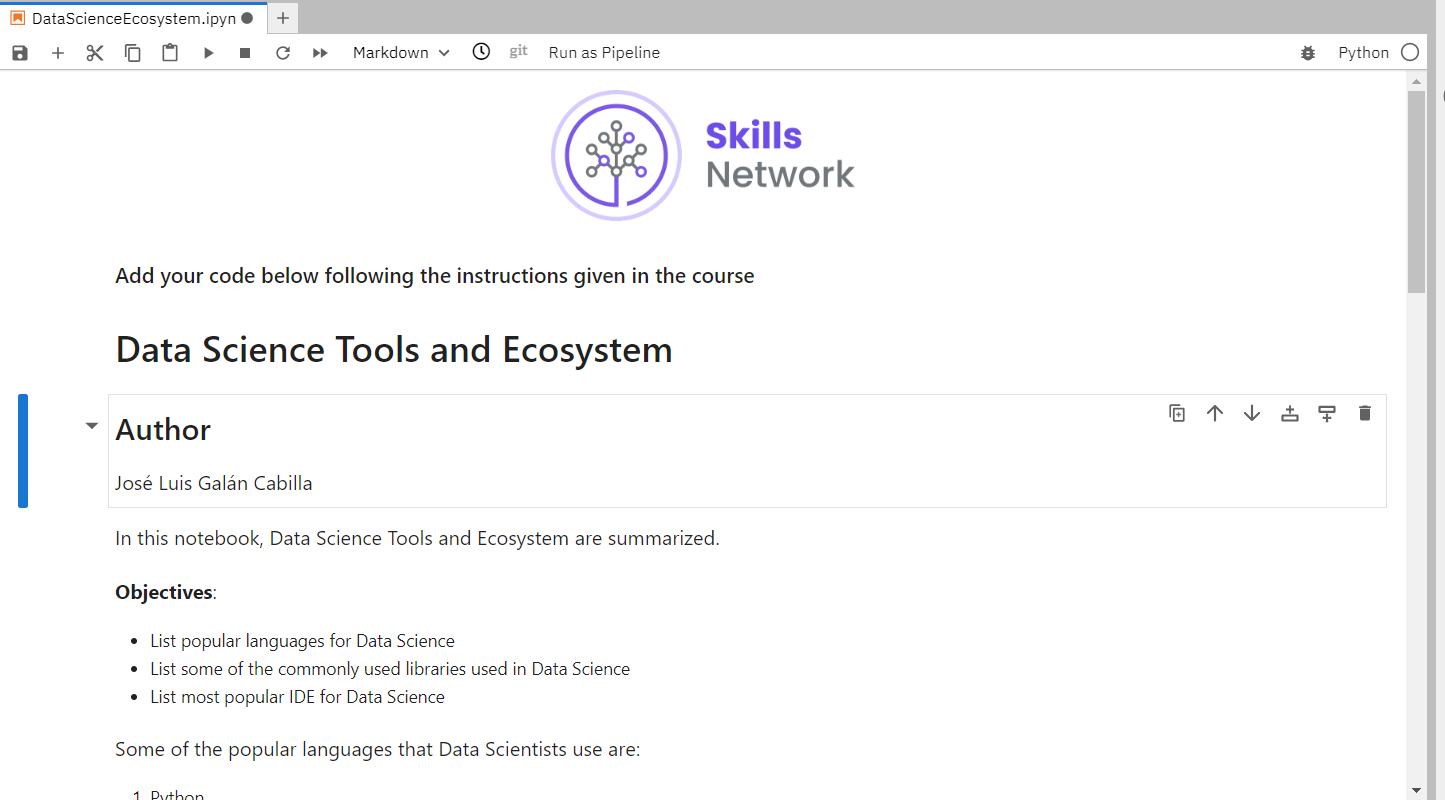 DataScienceEcosystem.ipyn
Markdown
git
Run as Pipeline
Python
Skills
Network
Add your code below following the instructions given in the course
Data Science Tools and Ecosystem
Author
José Luis Galán Cabilla
In this notebook, Data Science Tools and Ecosystem are summarized.
Objectives:
• List popular languages for Data Science
• List some of the commonly used libraries used in Data Science
• List most popular IDE for Data Science
Some of the popular languages that Data Scientists use are:
1. Python